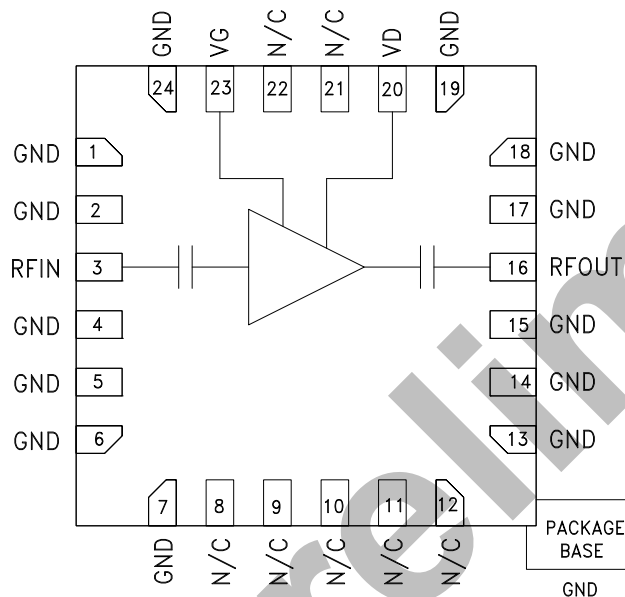 GND VG N/C N/C VD GND
24 23 22 21 20 19
GND 1 18 GND
GND 2 17 GND
RFIN 3 16 RFOUT
GND 4 15 GND
GND 5 14 GND
GND 6 13 GND
7 8 9 10 11 12
GND N/C N/C N/C N/C N/C
PACKAGE
BASE
GND